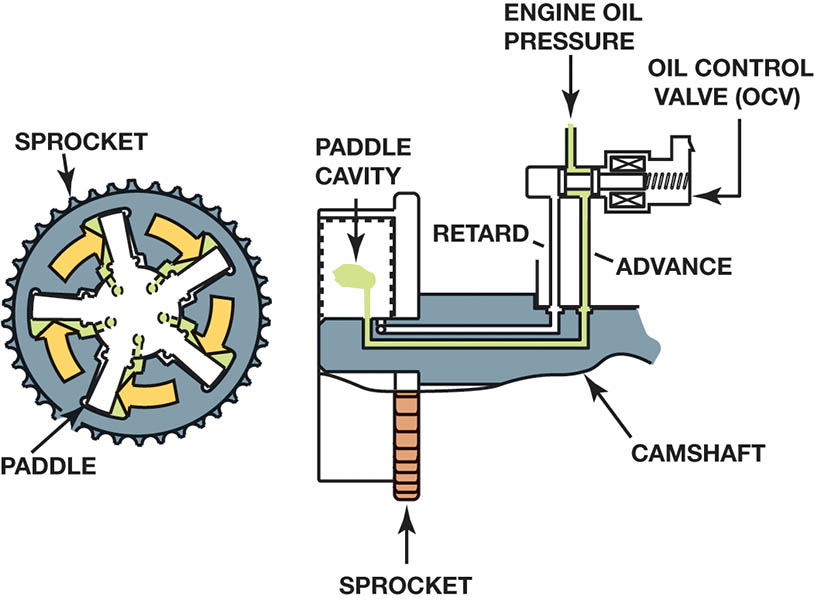 ENGINE OIL
PRESSURE
OIL CONTROL
VALVE (OCV)
SPROCKET
PADDLE
CAVITY
RETARD
ADVANCE
PADDLE
CAMSHAFT
SPROCKET